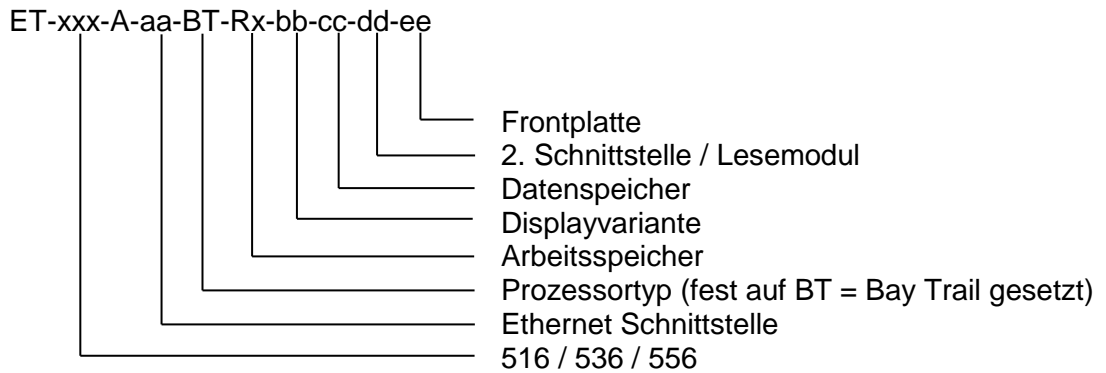 ET-xxx-A-aa-BT-Rx-bb-cc-dd-ee
Frontplatte
2. Schnittstelle / Lesemodul
Datenspeicher
Displayvariante
Arbeitsspeicher
Prozessortyp (fest auf BT = Bay Trail gesetzt)
Ethernet Schnittstelle
516 / 536 / 556